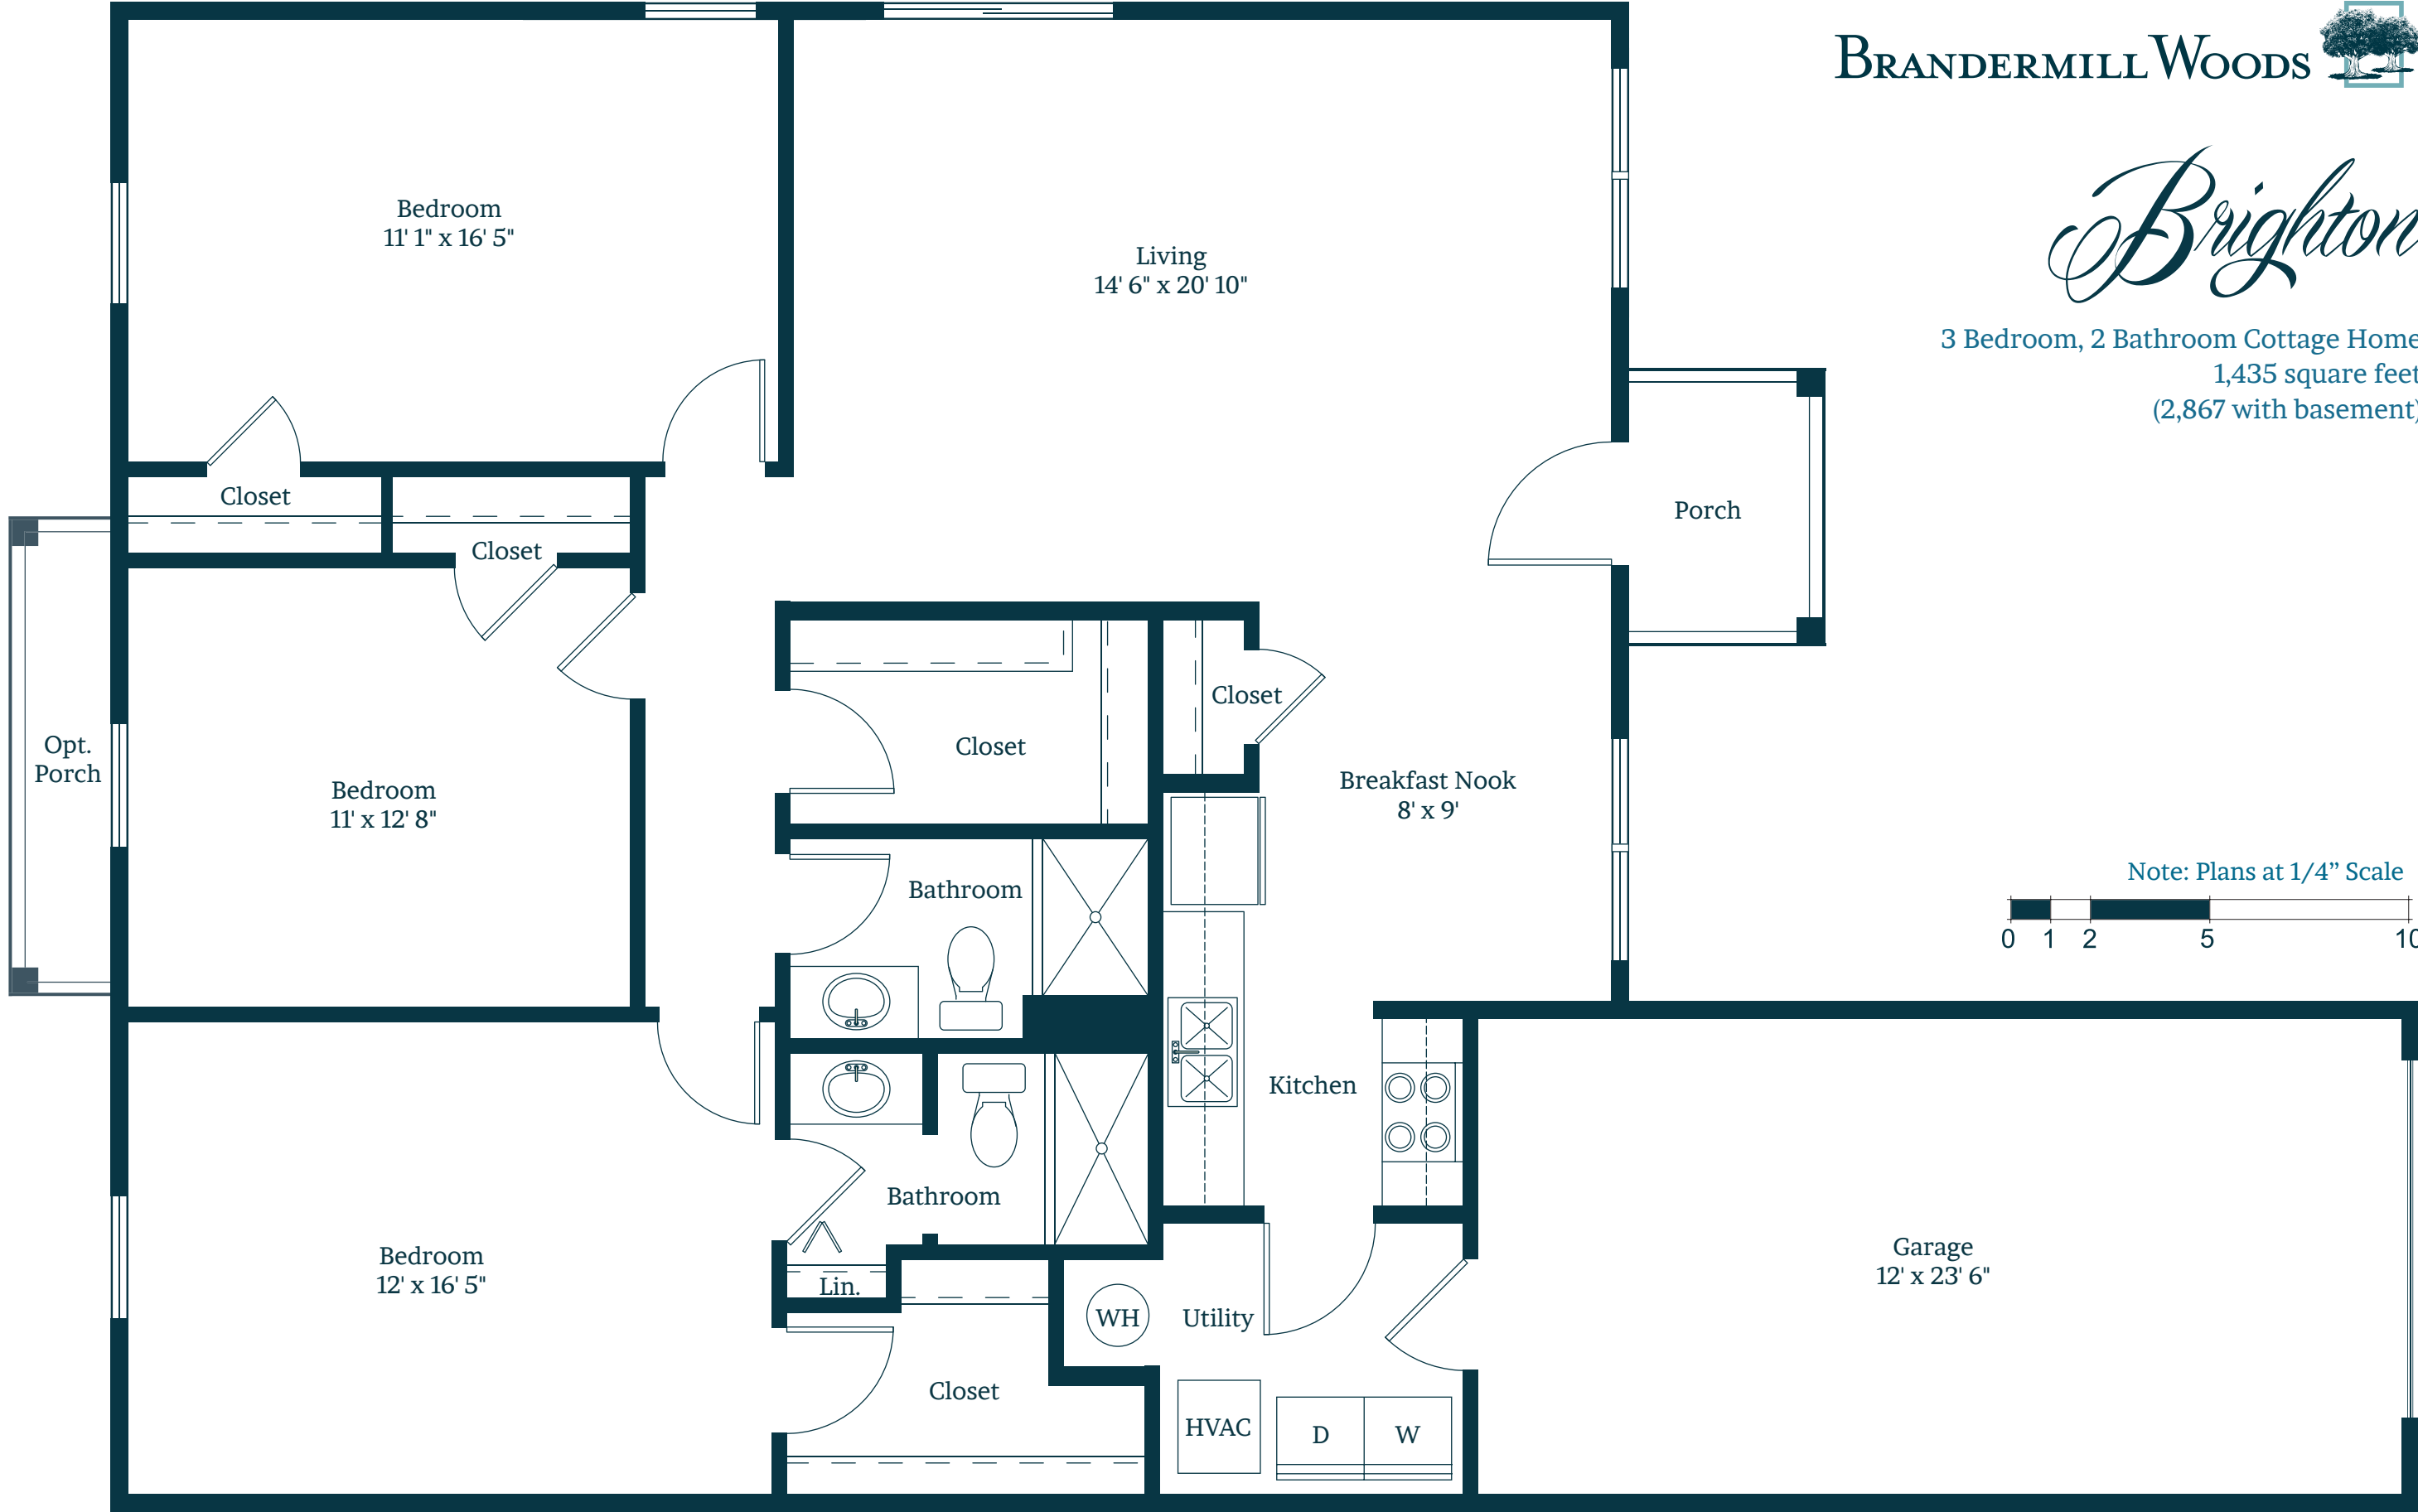 BRANDERMILL WOODS
Brighton
3 Bedroom, 2 Bathroom Cottage Home
1,435 square feet
(2,867 with basement)
Bedroom
11' 1" x 16' 5"
Living
14' 6" x 20' 10"
Closet
Closet
Porch
Opt.
Porch
Bedroom
11' x 12' 8"
Closet
Closet
Breakfast Nook
8' x 9'
Note: Plans at 1/4” Scale
0 1 2 5 10
Bathroom
Kitchen
Bathroom
Bedroom
12' x 16' 5"
Lin.
WH
Utility
Garage
12' x 23' 6"
Closet
HVAC
D
W